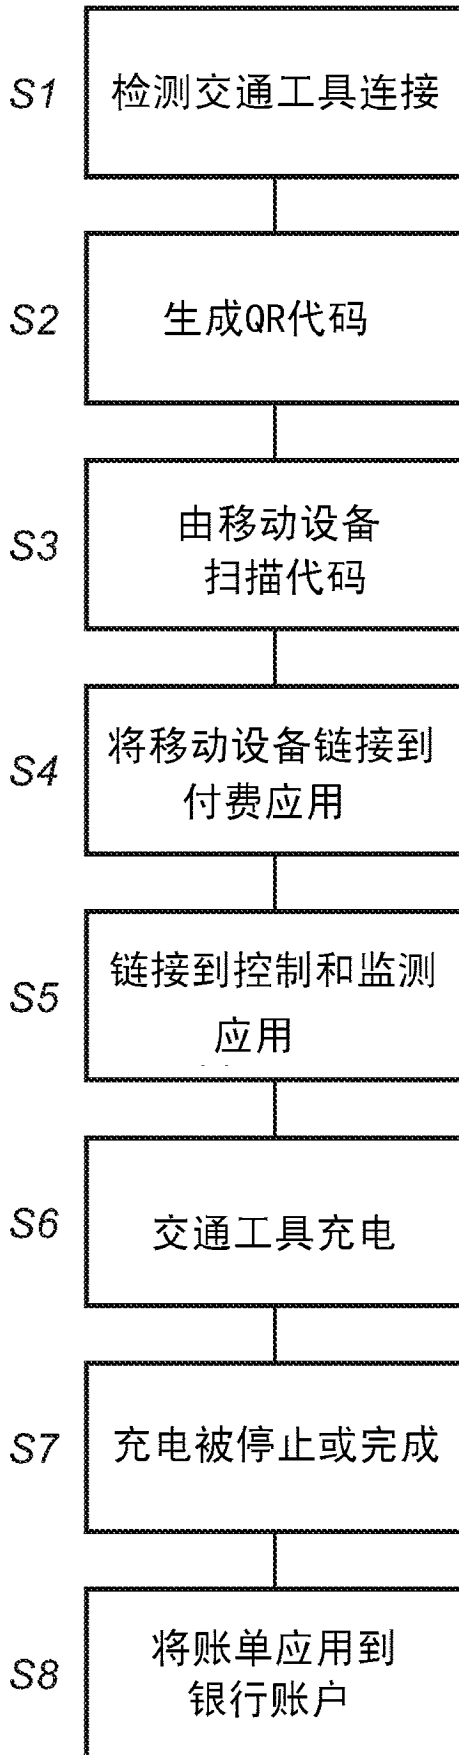 S1 检测交通工具连接
S2 生成QR代码
S3 由移动设备
扫描代码
S4 将移动设备链接到
付费应用
S5 链接到控制和监测
应用
S6 交通工具充电
S7 充电被停止或完成
S8 将账单应用到
银行账户